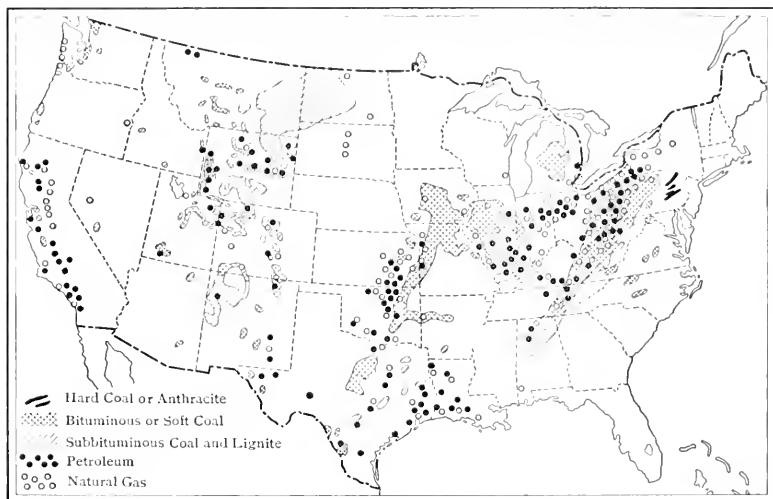 Hard Coal or Anthracite
Bituminous or Soft Coal
Subbituminous Coal and Lignite
Petroleum
Natural Gas